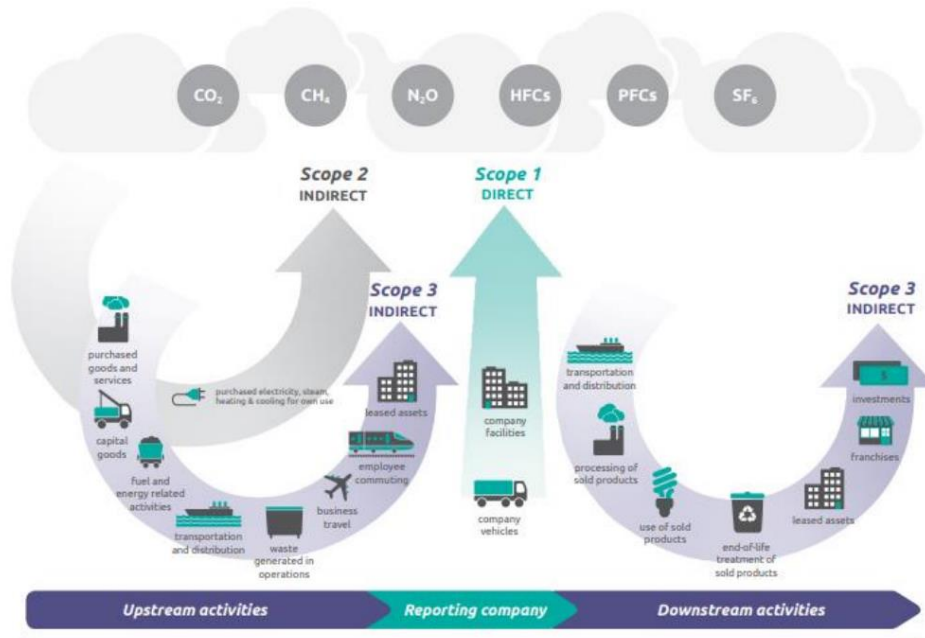 CO₂
CH₄
N₂O
HFCs
PFCs
SF₆
Scope 2
INDIRECT
Scope 1
DIRECT
Scope 3
INDIRECT
Scope 3
INDIRECT
purchased
goods and
services
capital
goods
fuel and
energy related
activities
transportation
and distribution
waste
generated in
operations
business
travel
employee
commuting
leased assets
purchased electricity, steam,
heating & cooling for own use
company
facilities
company
vehicles
transportation
and distribution
processing of
sold products
use of sold
products
end-of-life
treatment of
sold products
leased assets
franchises
investments
$
Upstream activities
Reporting company
Downstream activities